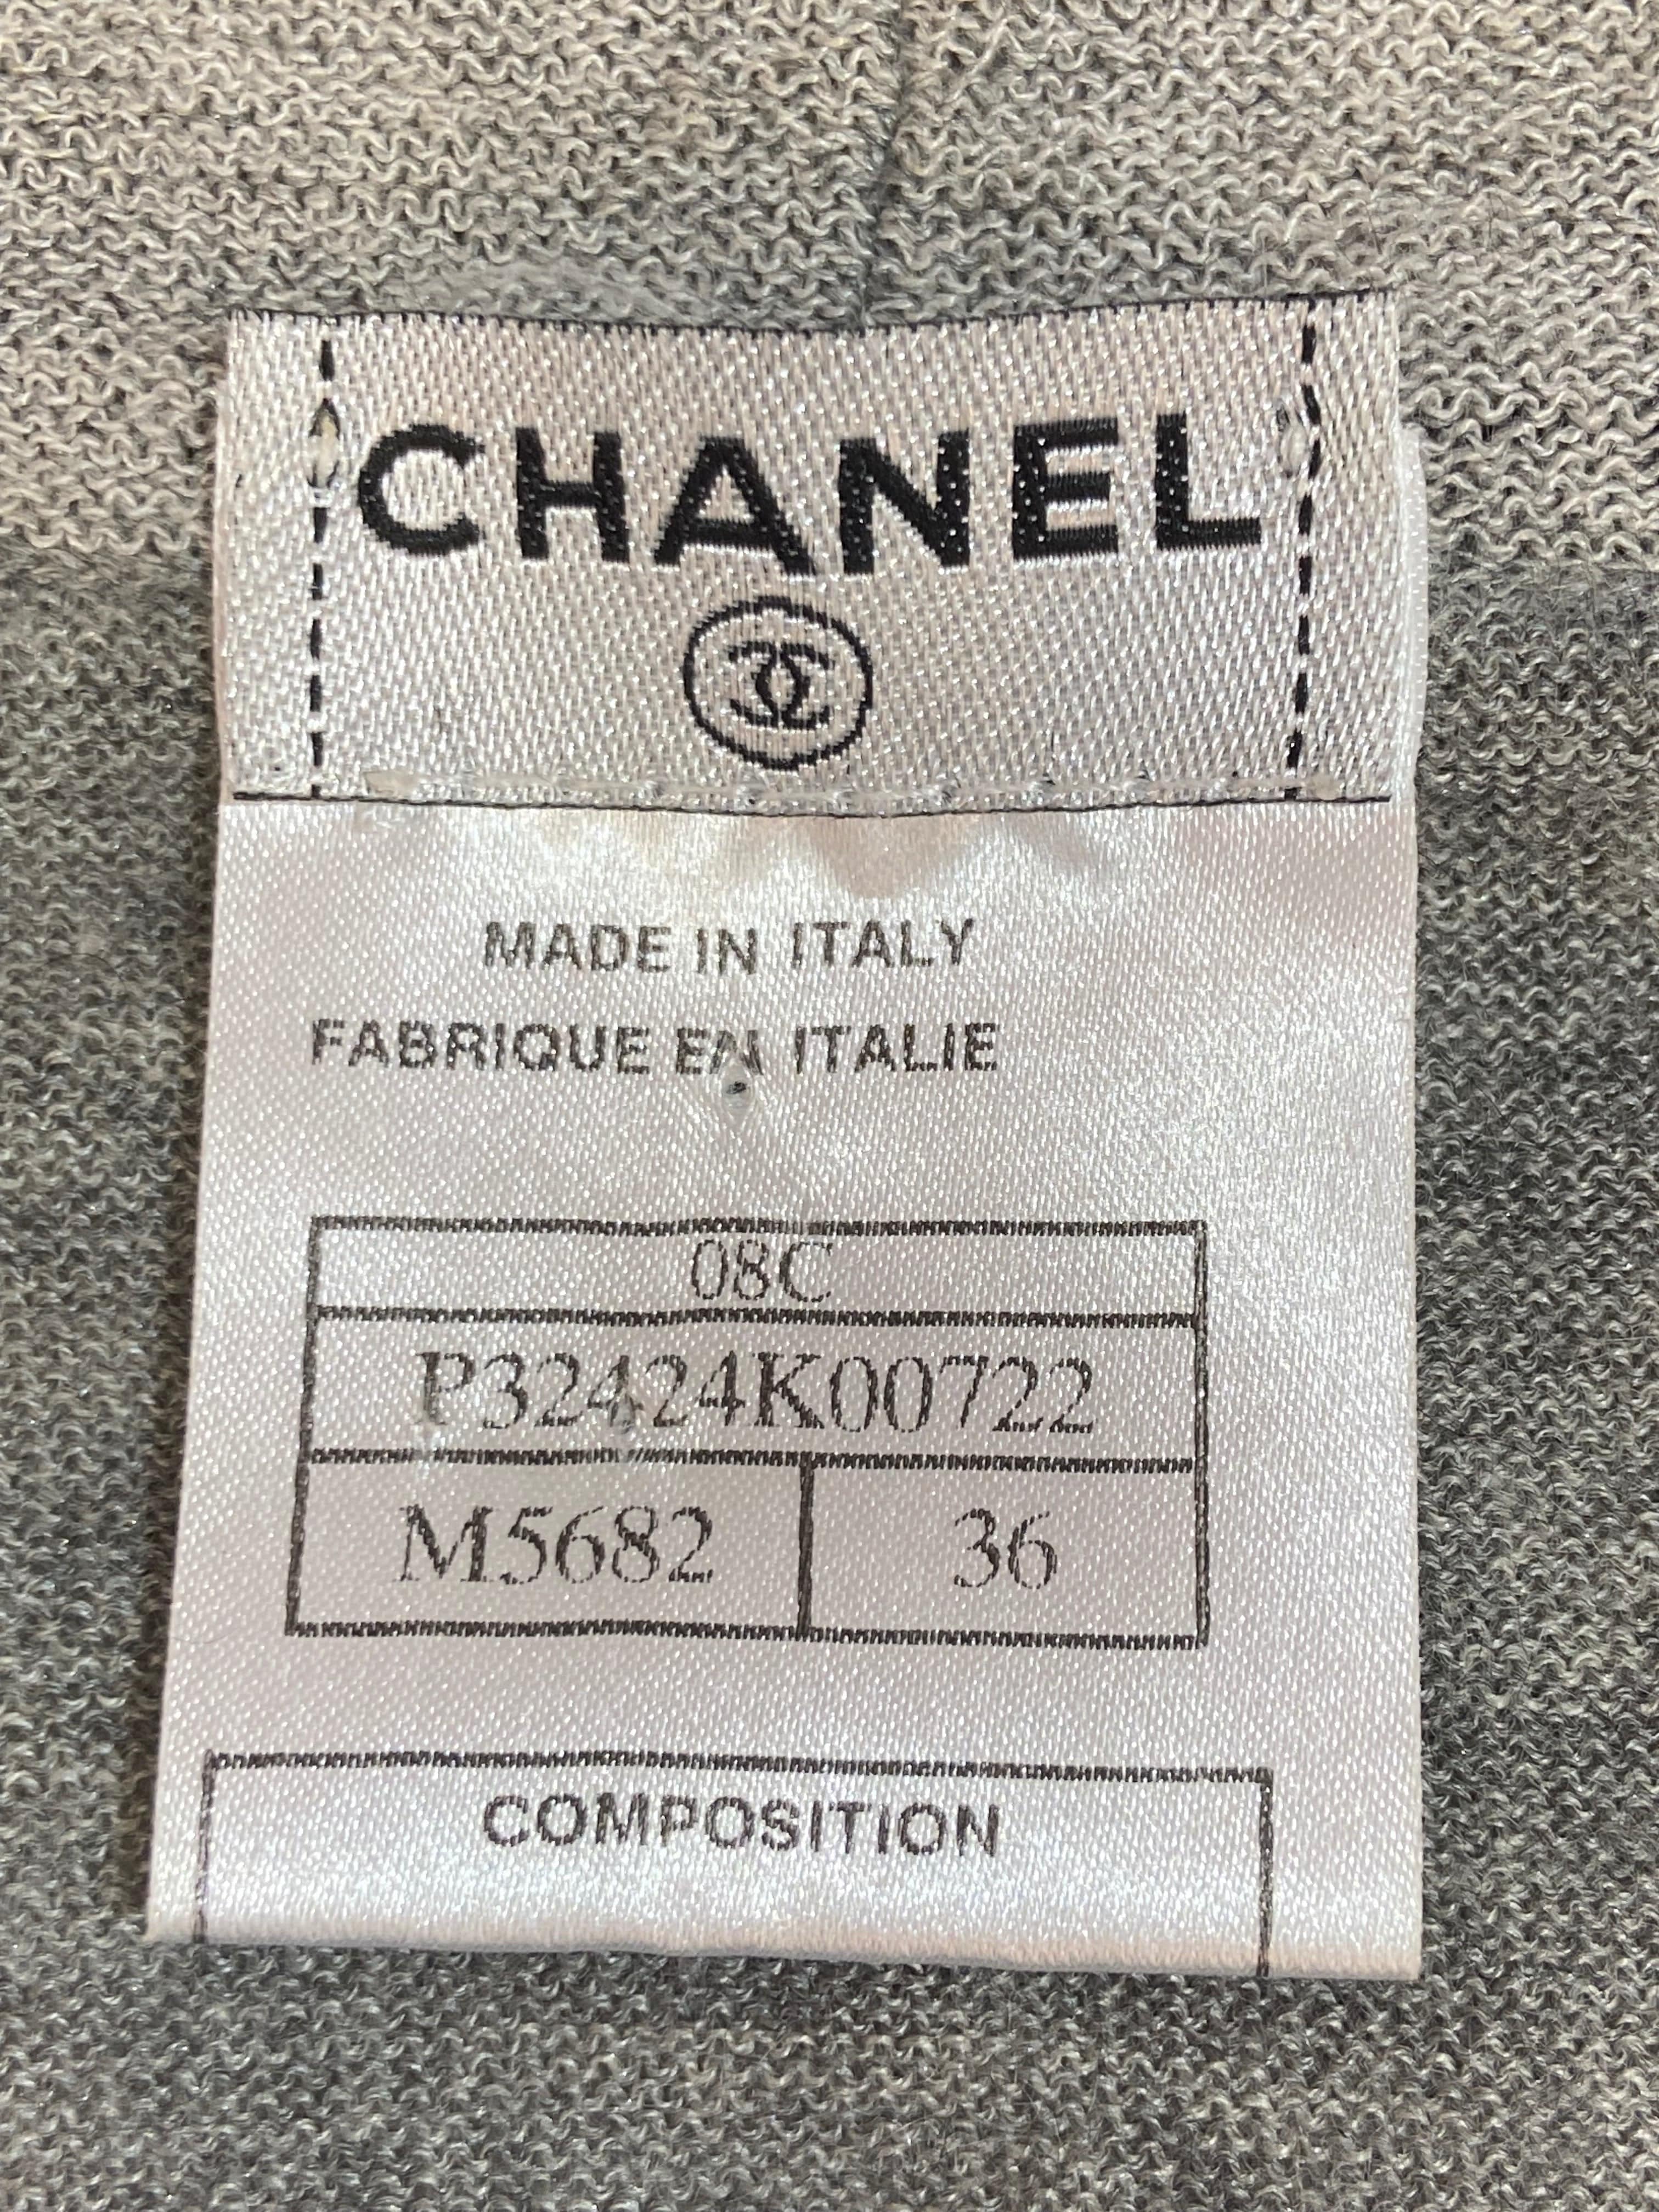 CHANEL
MADE IN ITALY
FABRIQUE EN ITALIE
08C
P32424K00722
M5682 36
COMPOSITION